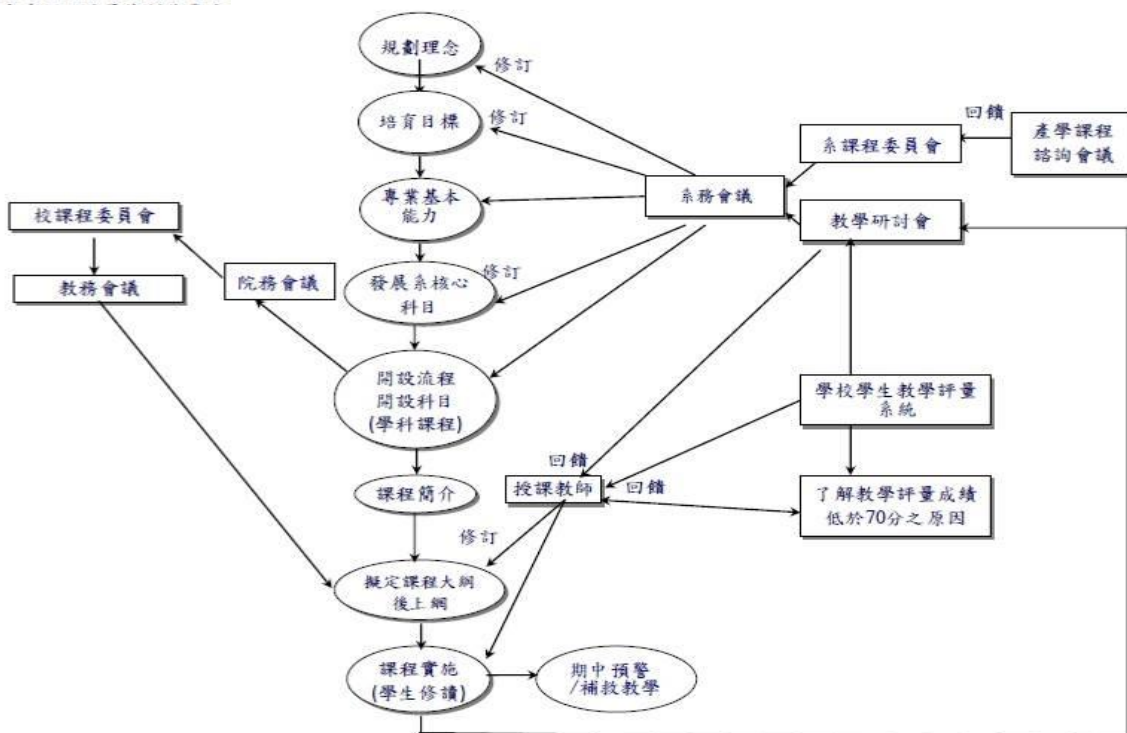 規劃理念
修訂
培育目標
修訂
回饋
產學課程
諮詢會議
系課程委員會
專業基本
能力
系務會議
教學研討會
校課程委員會
教務會議
院務會議
發展系核心
科目
修訂
開設流程
開設科目
(學科課程)
學校學生教學評量
系統
回饋
課程簡介
授課教師
回饋
了解教學評量成績
低於70分之原因
修訂
擬定課程大綱
後上網
課程實施
(學生修讀)
期中預警
/補救教學